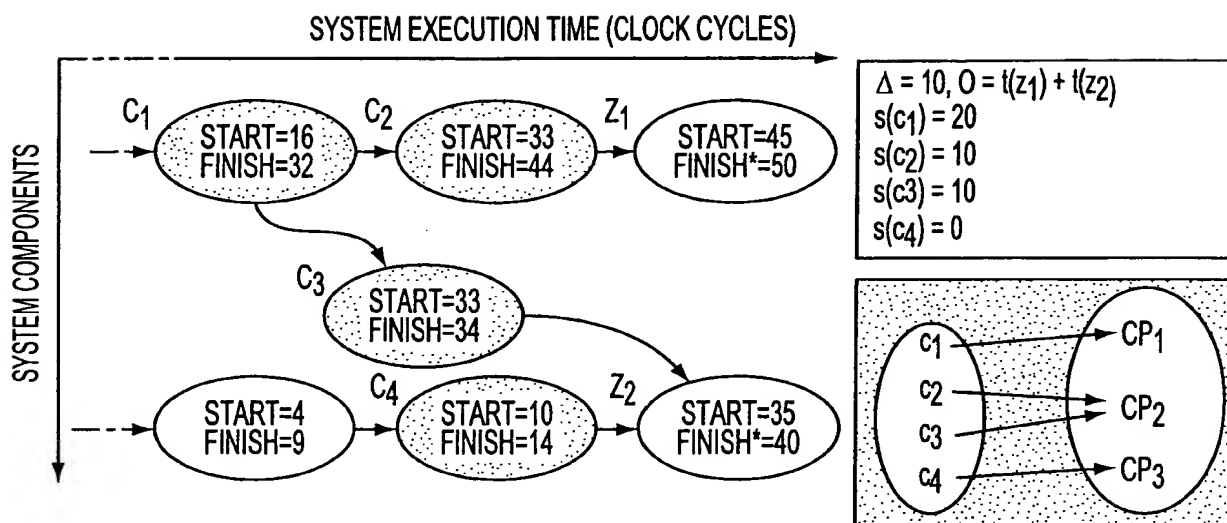 SYSTEM EXECUTION TIME (CLOCK CYCLES)
SYSTEM COMPONENTS
C1
START=16
FINISH=32
C2
START=33
FINISH=44
Z1
START=45
FINISH*=50
C3
START=33
FINISH=34
START=4
FINISH=9
C4
START=10
FINISH=14
Z2
START=35
FINISH*=40
Δ = 10, O = t(z1) + t(z2)
s(c1) = 20
s(c2) = 10
s(c3) = 10
s(c4) = 0
c1
CP1
c2
CP2
c3
c4
CP3